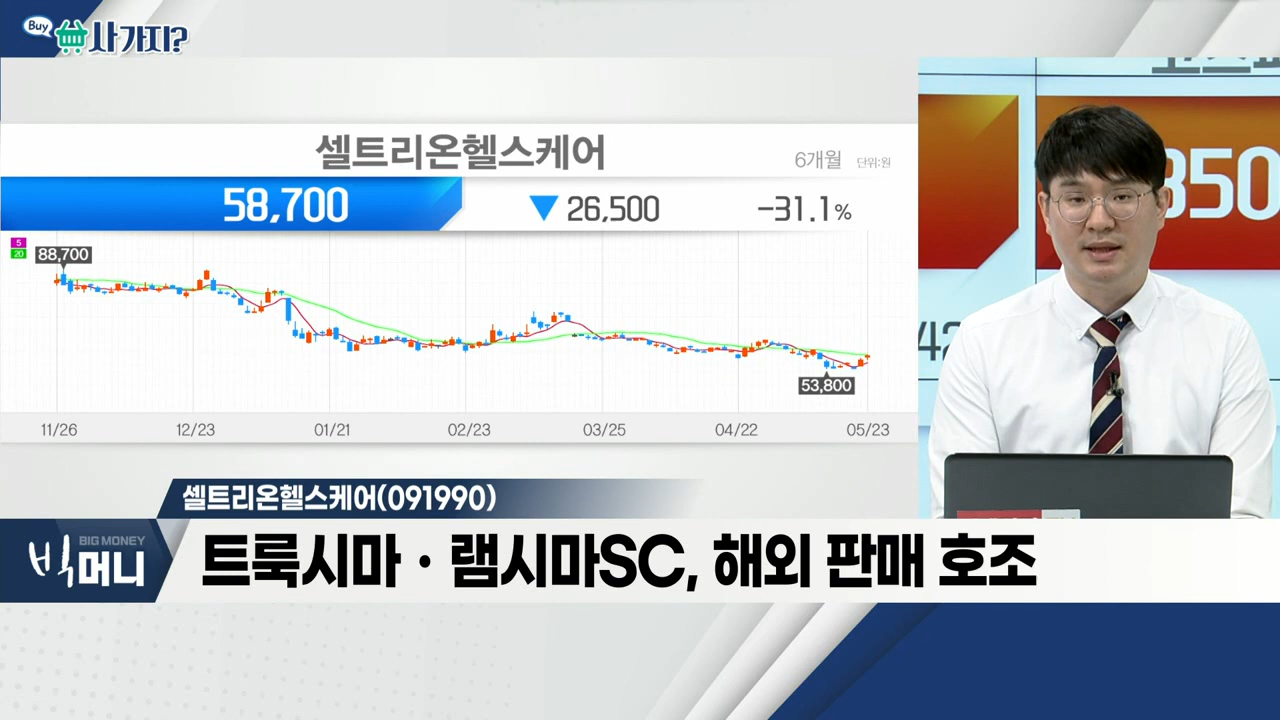 Buy
사가지?
셀트리온헬스케어
6개월 단위:원
58,700 ▼ 26,500 -31.1%
5
20
88,700
53,800
11/26 12/23 01/21 02/23 03/25 04/22 05/23
350
42
셀트리온헬스케어(091990)
BIG MONEY
빅머니
트룩시마 · 램시마SC, 해외 판매 호조